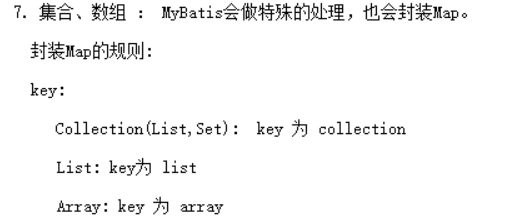 7. 集合、数组 : MyBatis会做特殊的处理，也会封装Map。
封装Map的规则:
key:
Collection(List,Set): key 为 collection
List: key为 list
Array: key 为 array